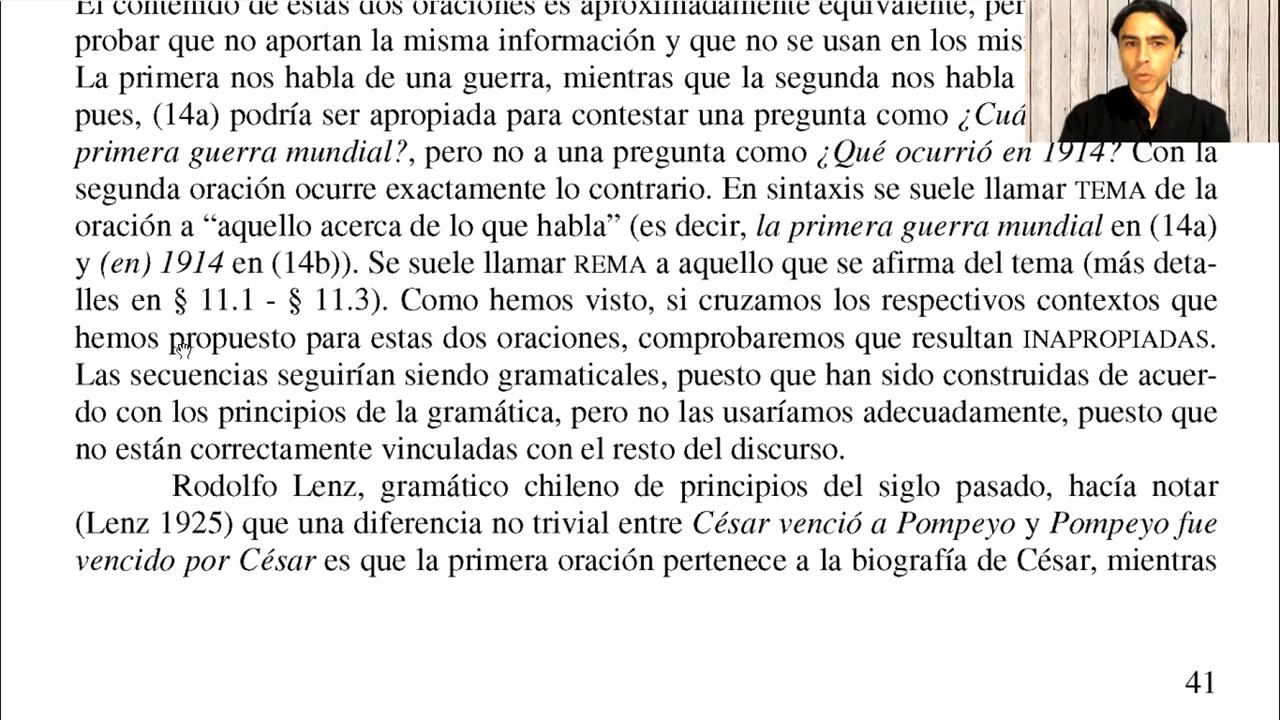 El contenido de estas dos oraciones es aproximadamente equivalente,
probar que no aportan la misma información y que no se usan en los
La primera nos habla de una guerra, mientras que la segunda nos habla
pues, (14a) podría ser apropiada para contestar una pregunta como
primera guerra mundial?, pero no a una pregunta como ¿Qué ocurrió en 1914? Con la
segunda oración ocurre exactamente lo contrario. En sintaxis se suele llamar TEMA de la
oración a “aquello acerca de lo que habla” (es decir, la primera guerra mundial en (14a)
y (en) 1914 en (14b)). Se suele llamar REMA a aquello que se afirma del tema (más deta-
lles en § 11.1 - § 11.3). Como hemos visto, si cruzamos los respectivos contextos que
hemos propuesto para estas dos oraciones, comprobaremos que resultan INAPROPIADAS.
Las secuencias seguirían siendo gramaticales, puesto que han sido construidas de acuer-
do con los principios de la gramática, pero no las usaríamos adecuadamente, puesto que
no están correctamente vinculadas con el resto del discurso.
Rodolfo Lenz, gramático chileno de principios del siglo pasado, hacía notar
(Lenz 1925) que una diferencia no trivial entre César venció a Pompeyo y Pompeyo fue
vencido por César es que la primera oración pertenece a la biografía de César, mientras
41